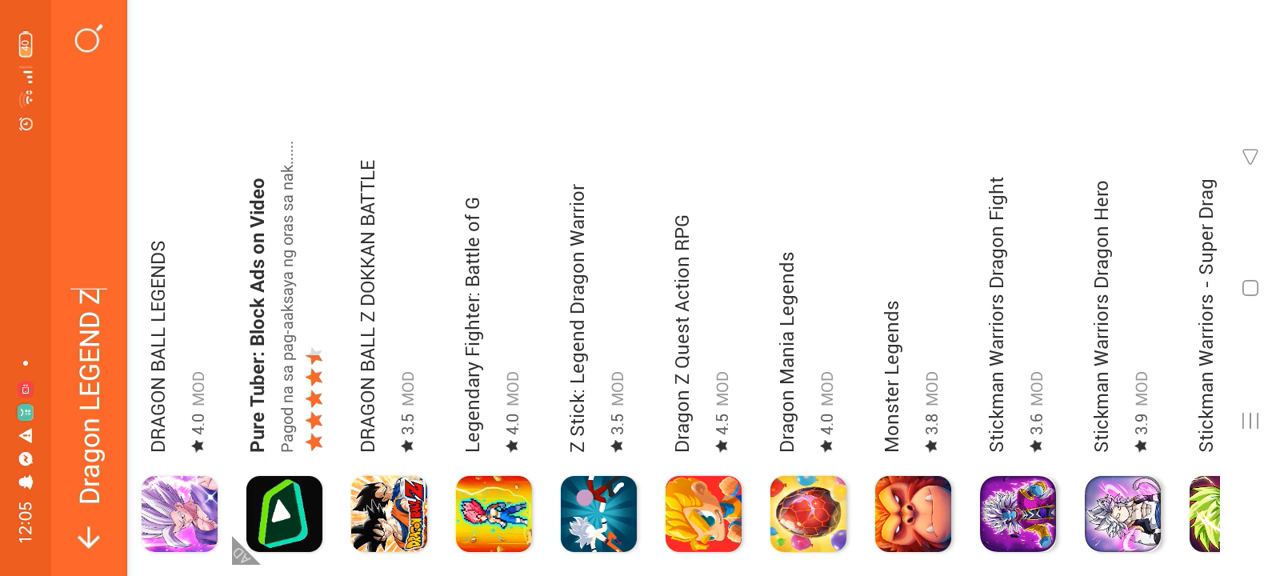 12:05
40
Dragon LEGEND Z
DRAGON BALL LEGENDS
4.0 MOD
AD
Pure Tuber: Block Ads on Video
Pagod na sa pag-aaksaya ng oras sa nak......
DRAGON BALL Z DOKKAN BATTLE
3.5 MOD
Legendary Fighter: Battle of G
4.0 MOD
Z Stick: Legend Dragon Warrior
3.5 MOD
Dragon Z Quest Action RPG
4.5 MOD
Dragon Mania Legends
4.0 MOD
Monster Legends
3.8 MOD
Stickman Warriors Dragon Fight
3.6 MOD
Stickman Warriors Dragon Hero
3.9 MOD
Stickman Warriors - Super Drag